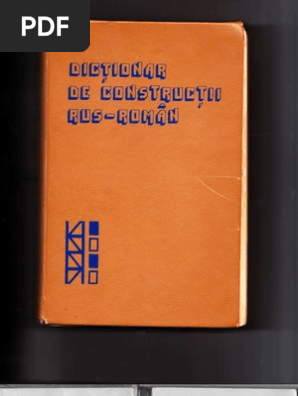 PDF
DICȚIONAR
DE CONSTRUCȚII
RUS-ROMÂN